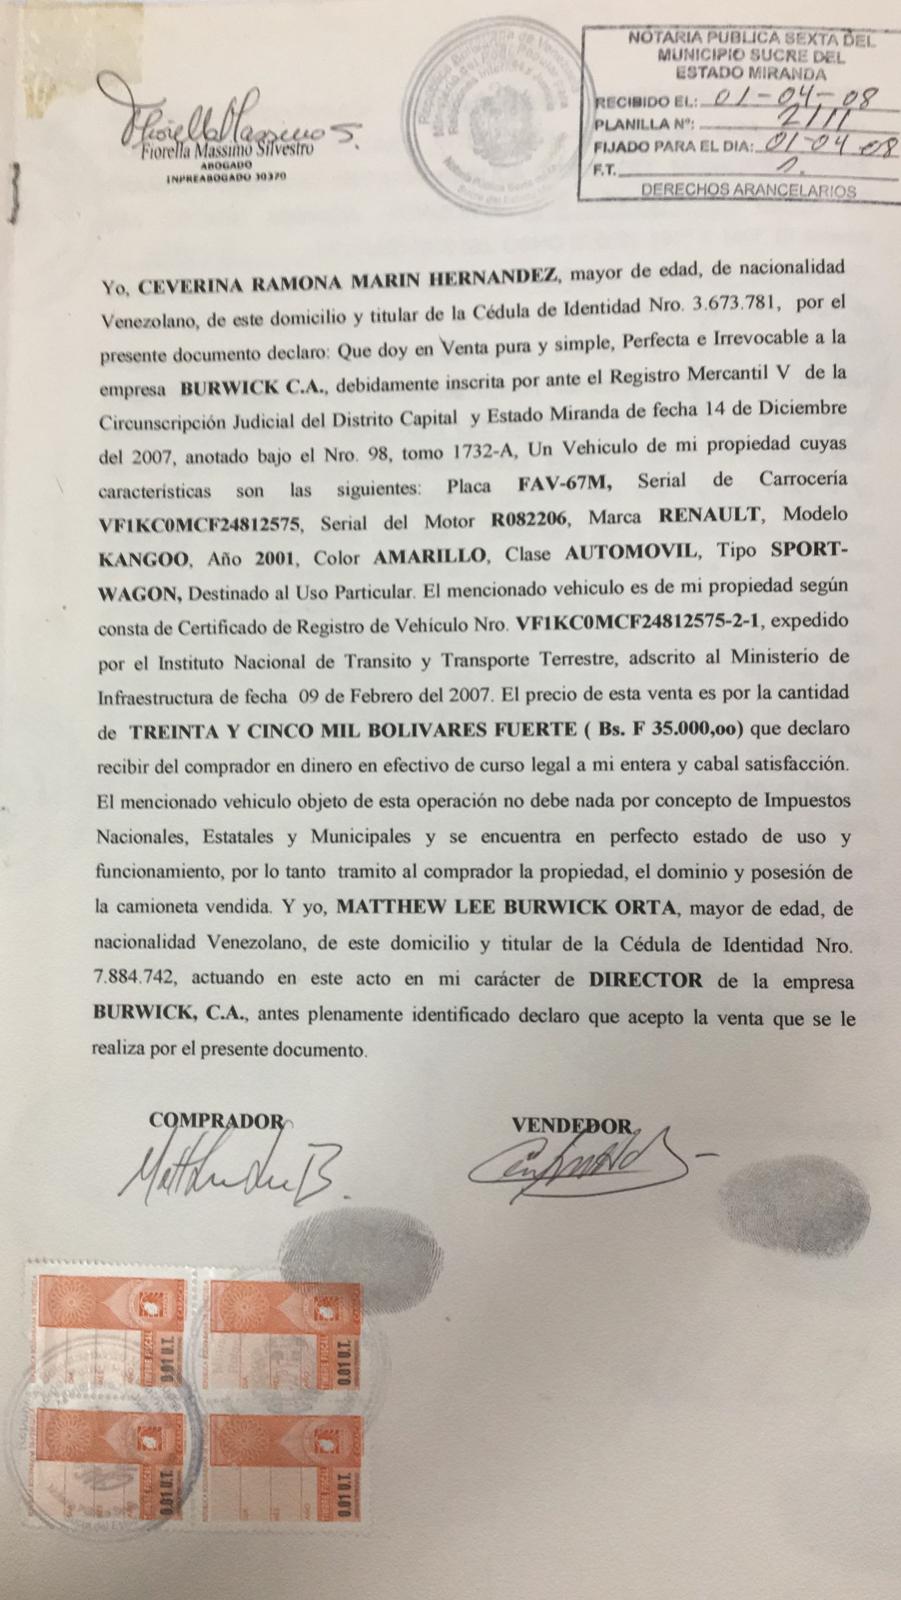 NOTARIA PUBLICA SEXTA DEL
MUNICIPIO SUCRE DEL
ESTADO MIRANDA
RECIBIDO EL: 01-04-08
PLANILLA Nº: 2111
FIJADO PARA EL DIA: 01-04-08
F.T.
DERECHOS ARANCELARIOS
Fiorella Massimo S.
Fiorella Massimo Silvestro
ABOGADO
INPREABOGADO 30370
Yo, CEVERINA RAMONA MARIN HERNANDEZ, mayor de edad, de nacionalidad
Venezolano, de este domicilio y titular de la Cédula de Identidad Nro. 3.673.781, por el
presente documento declaro: Que doy en Venta pura y simple, Perfecta e Irrevocable a la
empresa BURWICK C.A., debidamente inscrita por ante el Registro Mercantil V de la
Circunscripción Judicial del Distrito Capital y Estado Miranda de fecha 14 de Diciembre
del 2007, anotado bajo el Nro. 98, tomo 1732-A, Un Vehiculo de mi propiedad cuyas
características son las siguientes: Placa FAV-67M, Serial de Carrocería
VF1KC0MCF24812575, Serial del Motor R082206, Marca RENAULT, Modelo
KANGOO, Año 2001, Color AMARILLO, Clase AUTOMOVIL, Tipo SPORT-
WAGON, Destinado al Uso Particular. El mencionado vehiculo es de mi propiedad según
consta de Certificado de Registro de Vehículo Nro. VF1KC0MCF24812575-2-1, expedido
por el Instituto Nacional de Transito y Transporte Terrestre, adscrito al Ministerio de
Infraestructura de fecha 09 de Febrero del 2007. El precio de esta venta es por la cantidad
de TREINTA Y CINCO MIL BOLIVARES FUERTE ( Bs. F 35.000,oo) que declaro
recibir del comprador en dinero en efectivo de curso legal a mi entera y cabal satisfacción.
El mencionado vehiculo objeto de esta operación no debe nada por concepto de Impuestos
Nacionales, Estatales y Municipales y se encuentra en perfecto estado de uso y
funcionamiento, por lo tanto tramito al comprador la propiedad, el dominio y posesión de
la camioneta vendida. Y yo, MATTHEW LEE BURWICK ORTA, mayor de edad, de
nacionalidad Venezolano, de este domicilio y titular de la Cédula de Identidad Nro.
7.884.742, actuando en este acto en mi carácter de DIRECTOR de la empresa
BURWICK, C.A., antes plenamente identificado declaro que acepto la venta que se le
realiza por el presente documento.
COMPRADOR
VENDEDOR
TIMBRE FISCAL
0.01 U.T.
TIMBRE FISCAL
0.01 U.T.
TIMBRE FISCAL
0.01 U.T.
TIMBRE FISCAL
0.01 U.T.